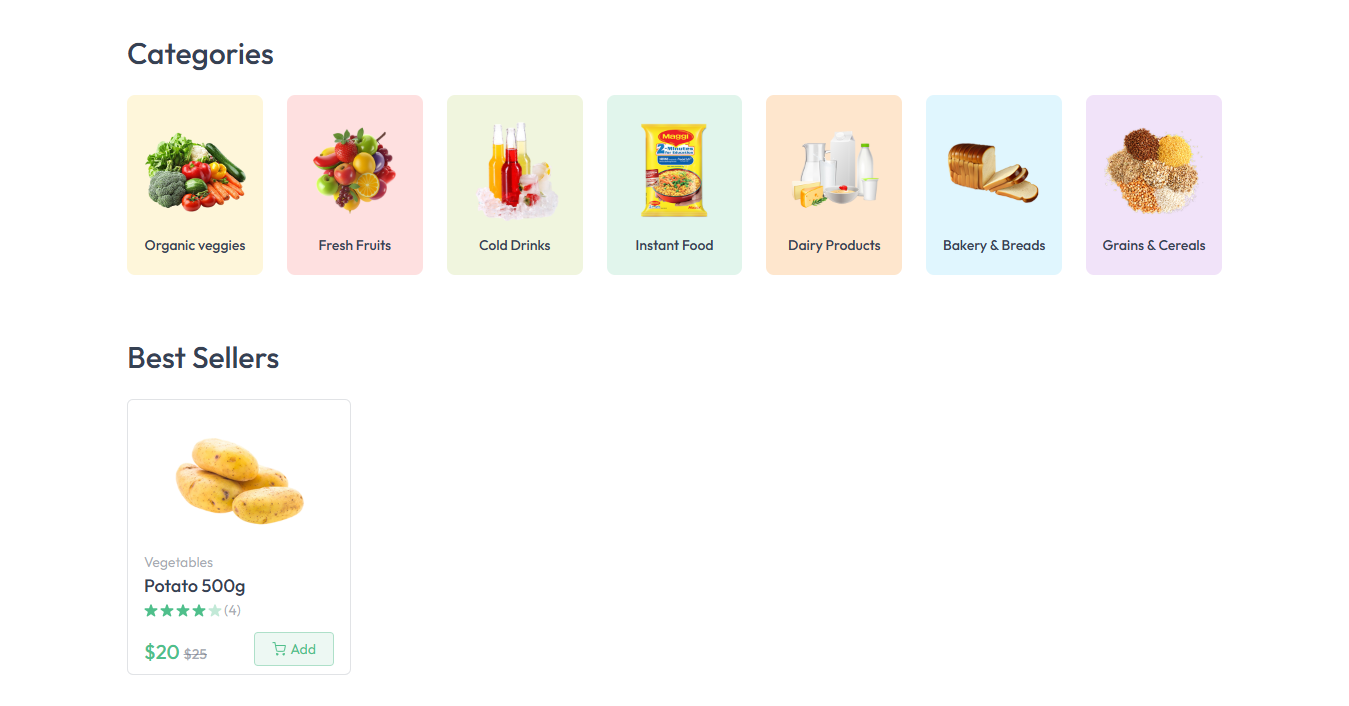 Categories
Maggi
2-Minutes
Organic veggies
Fresh Fruits
Cold Drinks
Instant Food
Dairy Products
Bakery & Breads
Grains & Cereals
Best Sellers
Vegetables
Potato 500g
(4)
$20 $25
Add